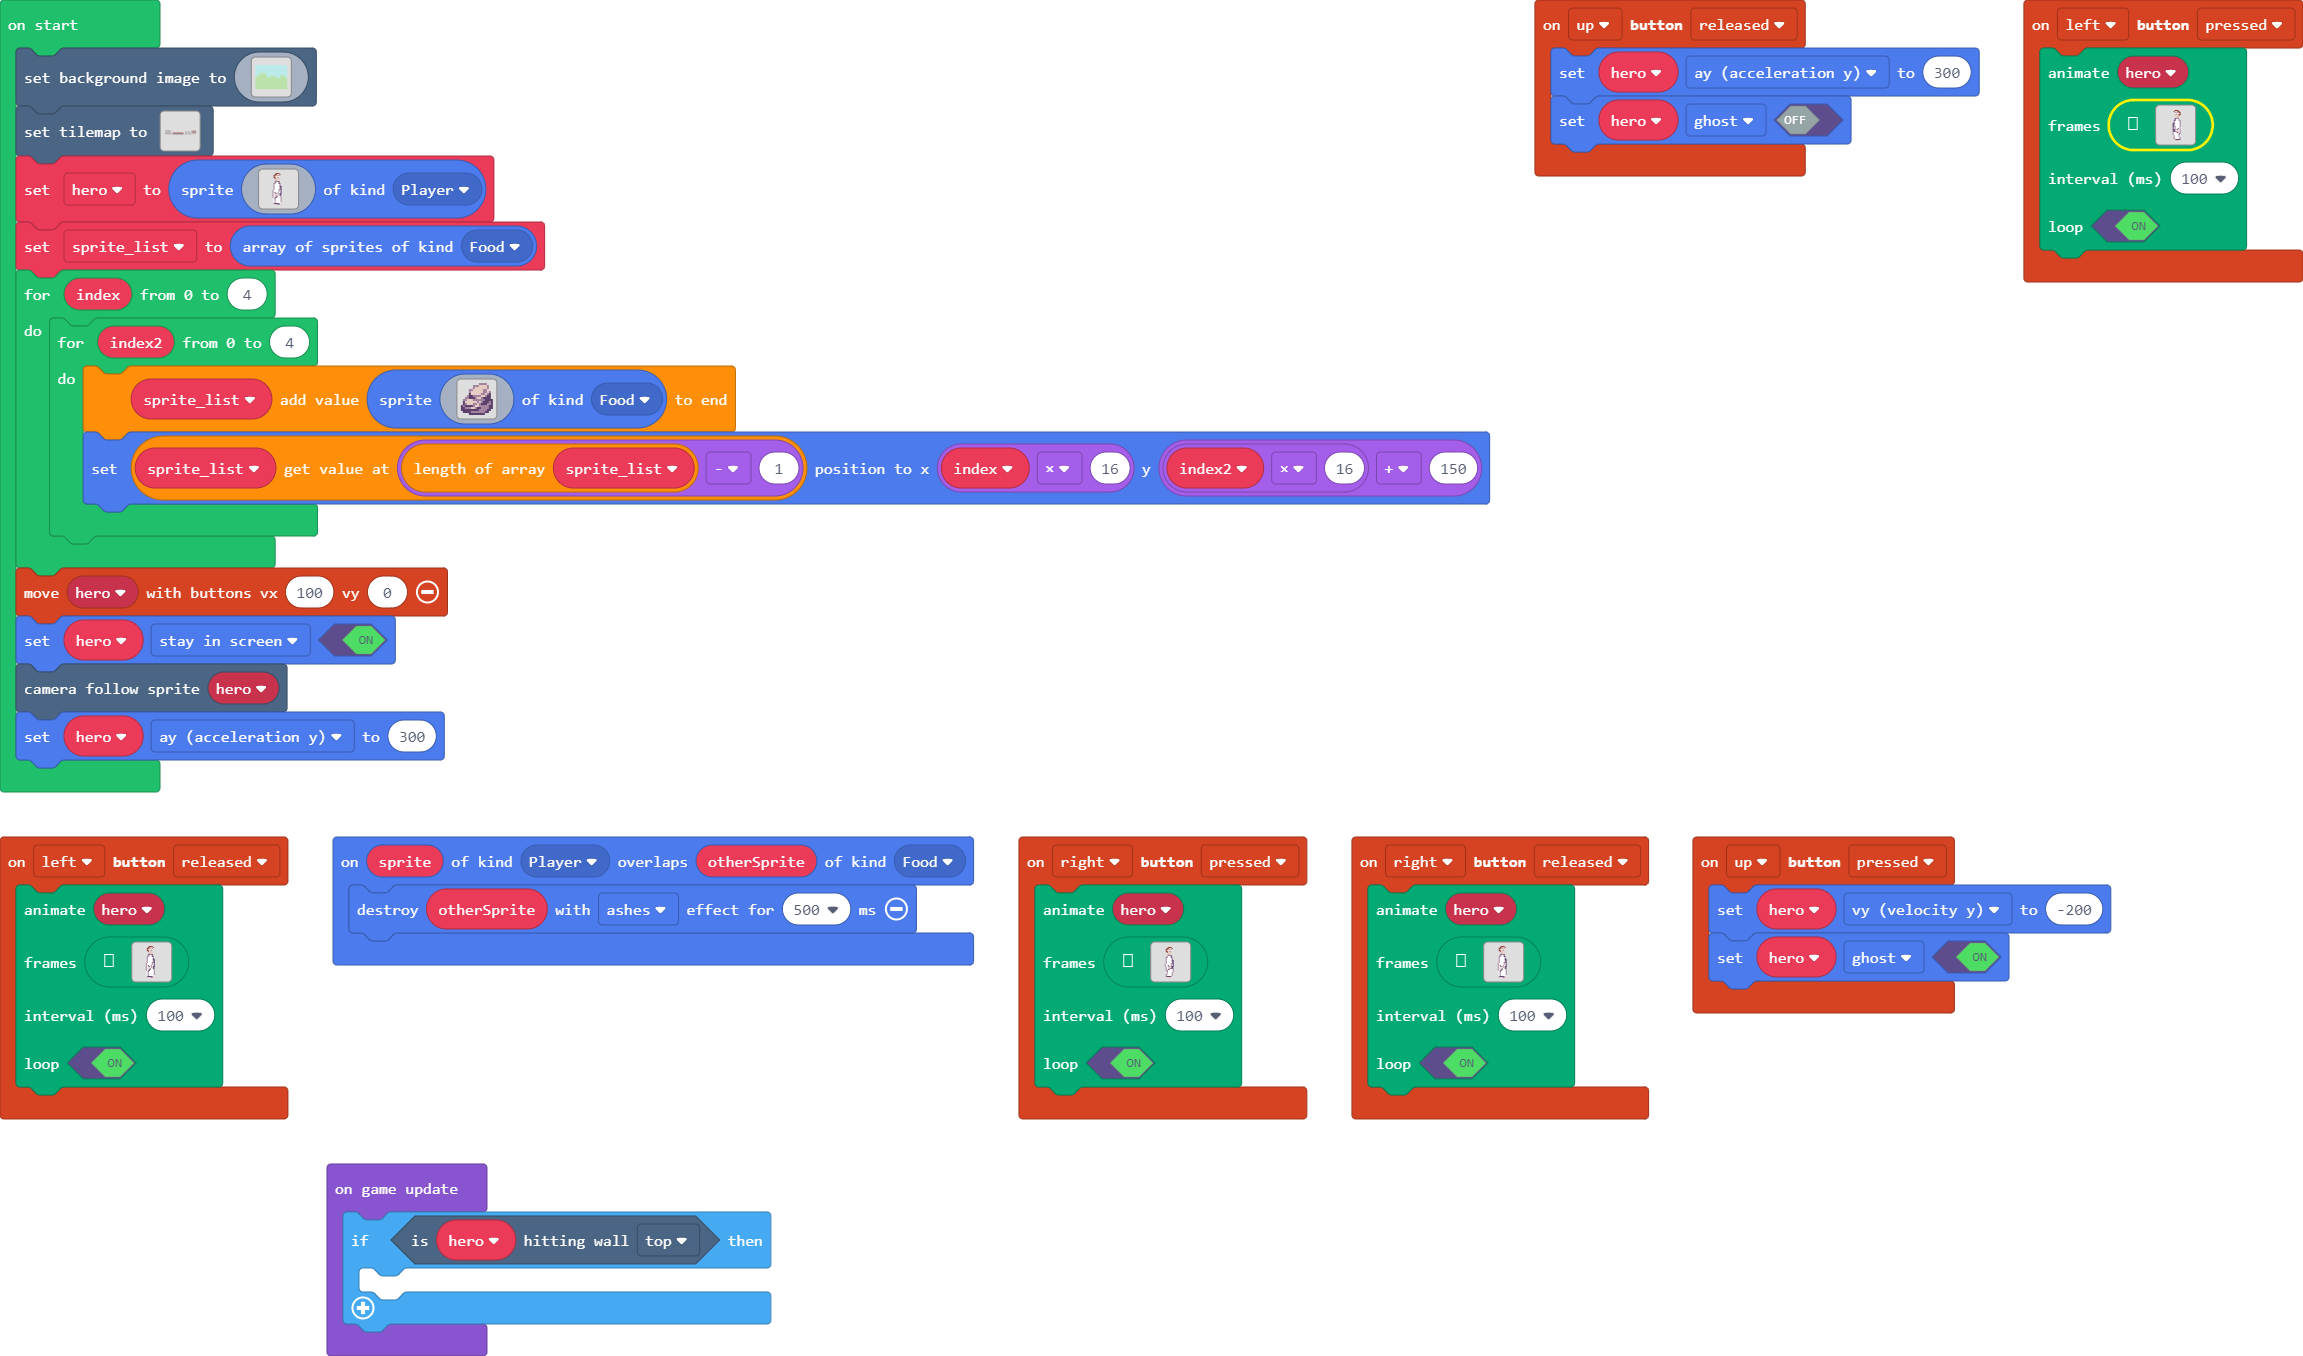 on start
set background image to
set tilemap to
set hero to sprite of kind Player
set sprite_list to array of sprites of kind Food
for index from 0 to 4
do
for index2 from 0 to 4
do
sprite_list add value sprite of kind Food to end
set sprite_list get value at length of array sprite_list - 1 position to x index × 16 y index2 × 16 + 150
move hero with buttons vx 100 vy 0
set hero stay in screen ON
camera follow sprite hero
set hero ay (acceleration y) to 300
on up button released
set hero ay (acceleration y) to 300
set hero ghost OFF
on left button pressed
animate hero
frames
interval (ms) 100
loop ON
on left button released
animate hero
frames
interval (ms) 100
loop ON
on sprite of kind Player overlaps otherSprite of kind Food
destroy otherSprite with ashes effect for 500 ms
on right button pressed
animate hero
frames
interval (ms) 100
loop ON
on right button released
animate hero
frames
interval (ms) 100
loop ON
on up button pressed
set hero vy (velocity y) to -200
set hero ghost ON
on game update
if is hero hitting wall top then